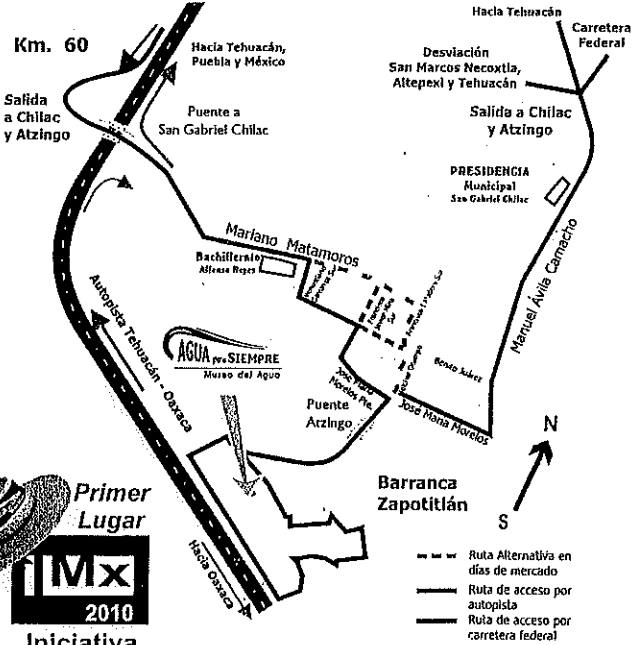 Km. 60
Hacia Tehuacán,
Puebla y México
Salida
a Chilac
y Atzingo
Puente a
San Gabriel Chilac
Hacia Tehuacán
Carretera
Federal
Desviación
San Marcos Necoxtla,
Altepexi y Tehuacán
Salida a Chilac
y Atzingo
PRESIDENCIA
Municipal
San Gabriel Chilac
Manuel Ávila Camacho
Mariano Matamoros
Bachillerato
Alfonso Reyes
Autopista Tehuacán - Oaxaca
AGUA para SIEMPRE
Museo del Agua
Benito Juárez
José María
Morelos Pte.
José María Morelos
Puente
Atzingo
Barranca
Zapotitlán
N
S
Hacia Oaxaca
Primer
Lugar
Mx
2010
Iniciativa
Ruta Alternativa en
días de mercado
Ruta de acceso por
autopista
Ruta de acceso por
carretera federal